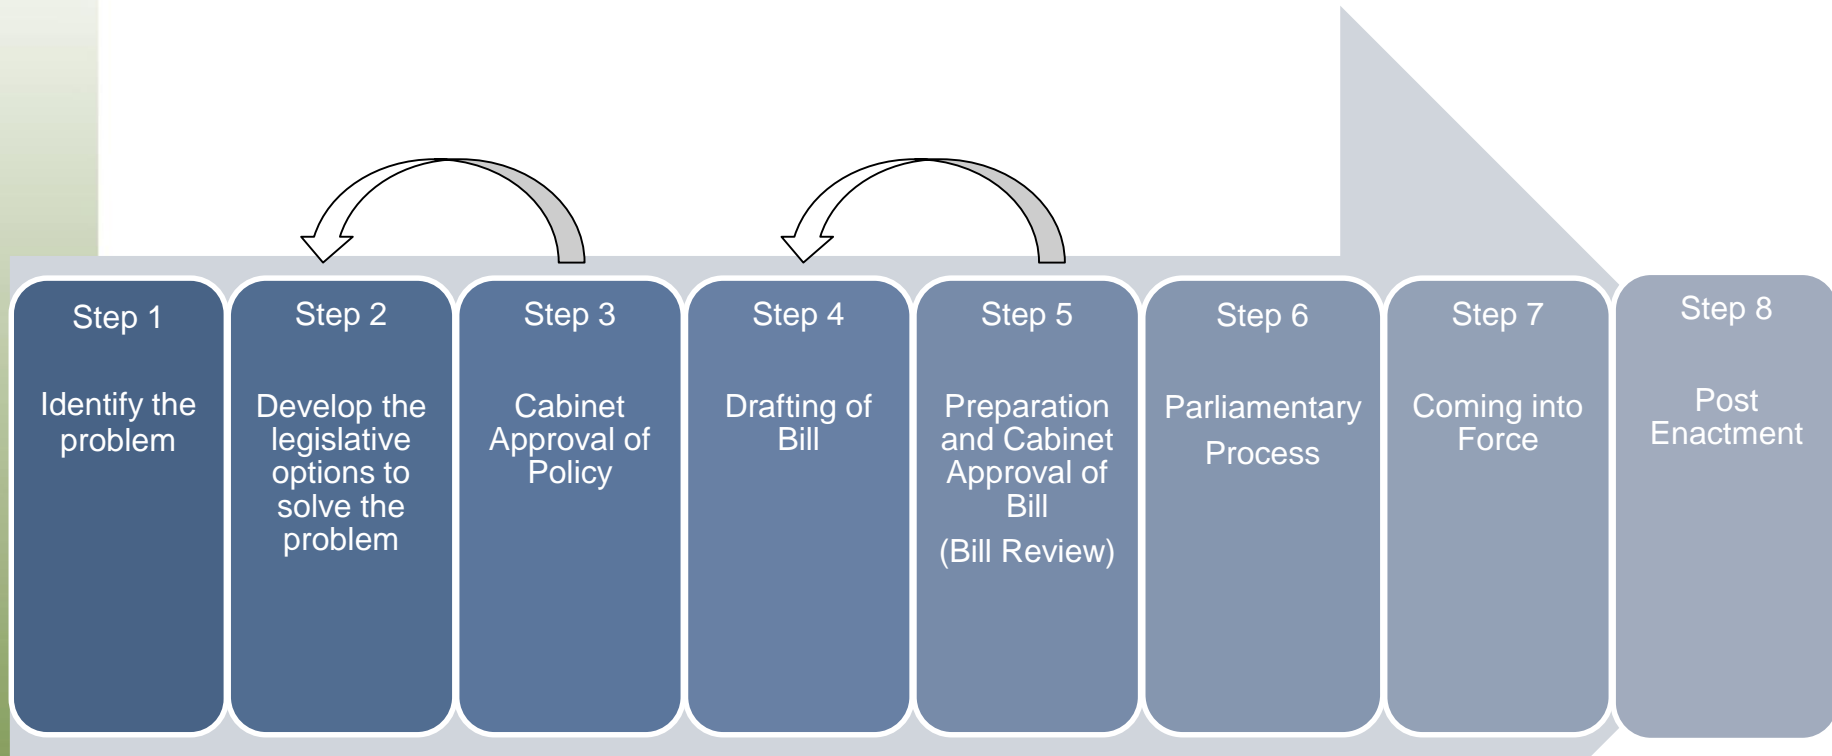 Step 1
Identify the
problem
Step 2
Develop the
legislative
options to
solve the
problem
Step 3
Cabinet
Approval of
Policy
Step 4
Drafting of
Bill
Step 5
Preparation
and Cabinet
Approval of
Bill
(Bill Review)
Step 6
Parliamentary
Process
Step 7
Coming into
Force
Step 8
Post
Enactment